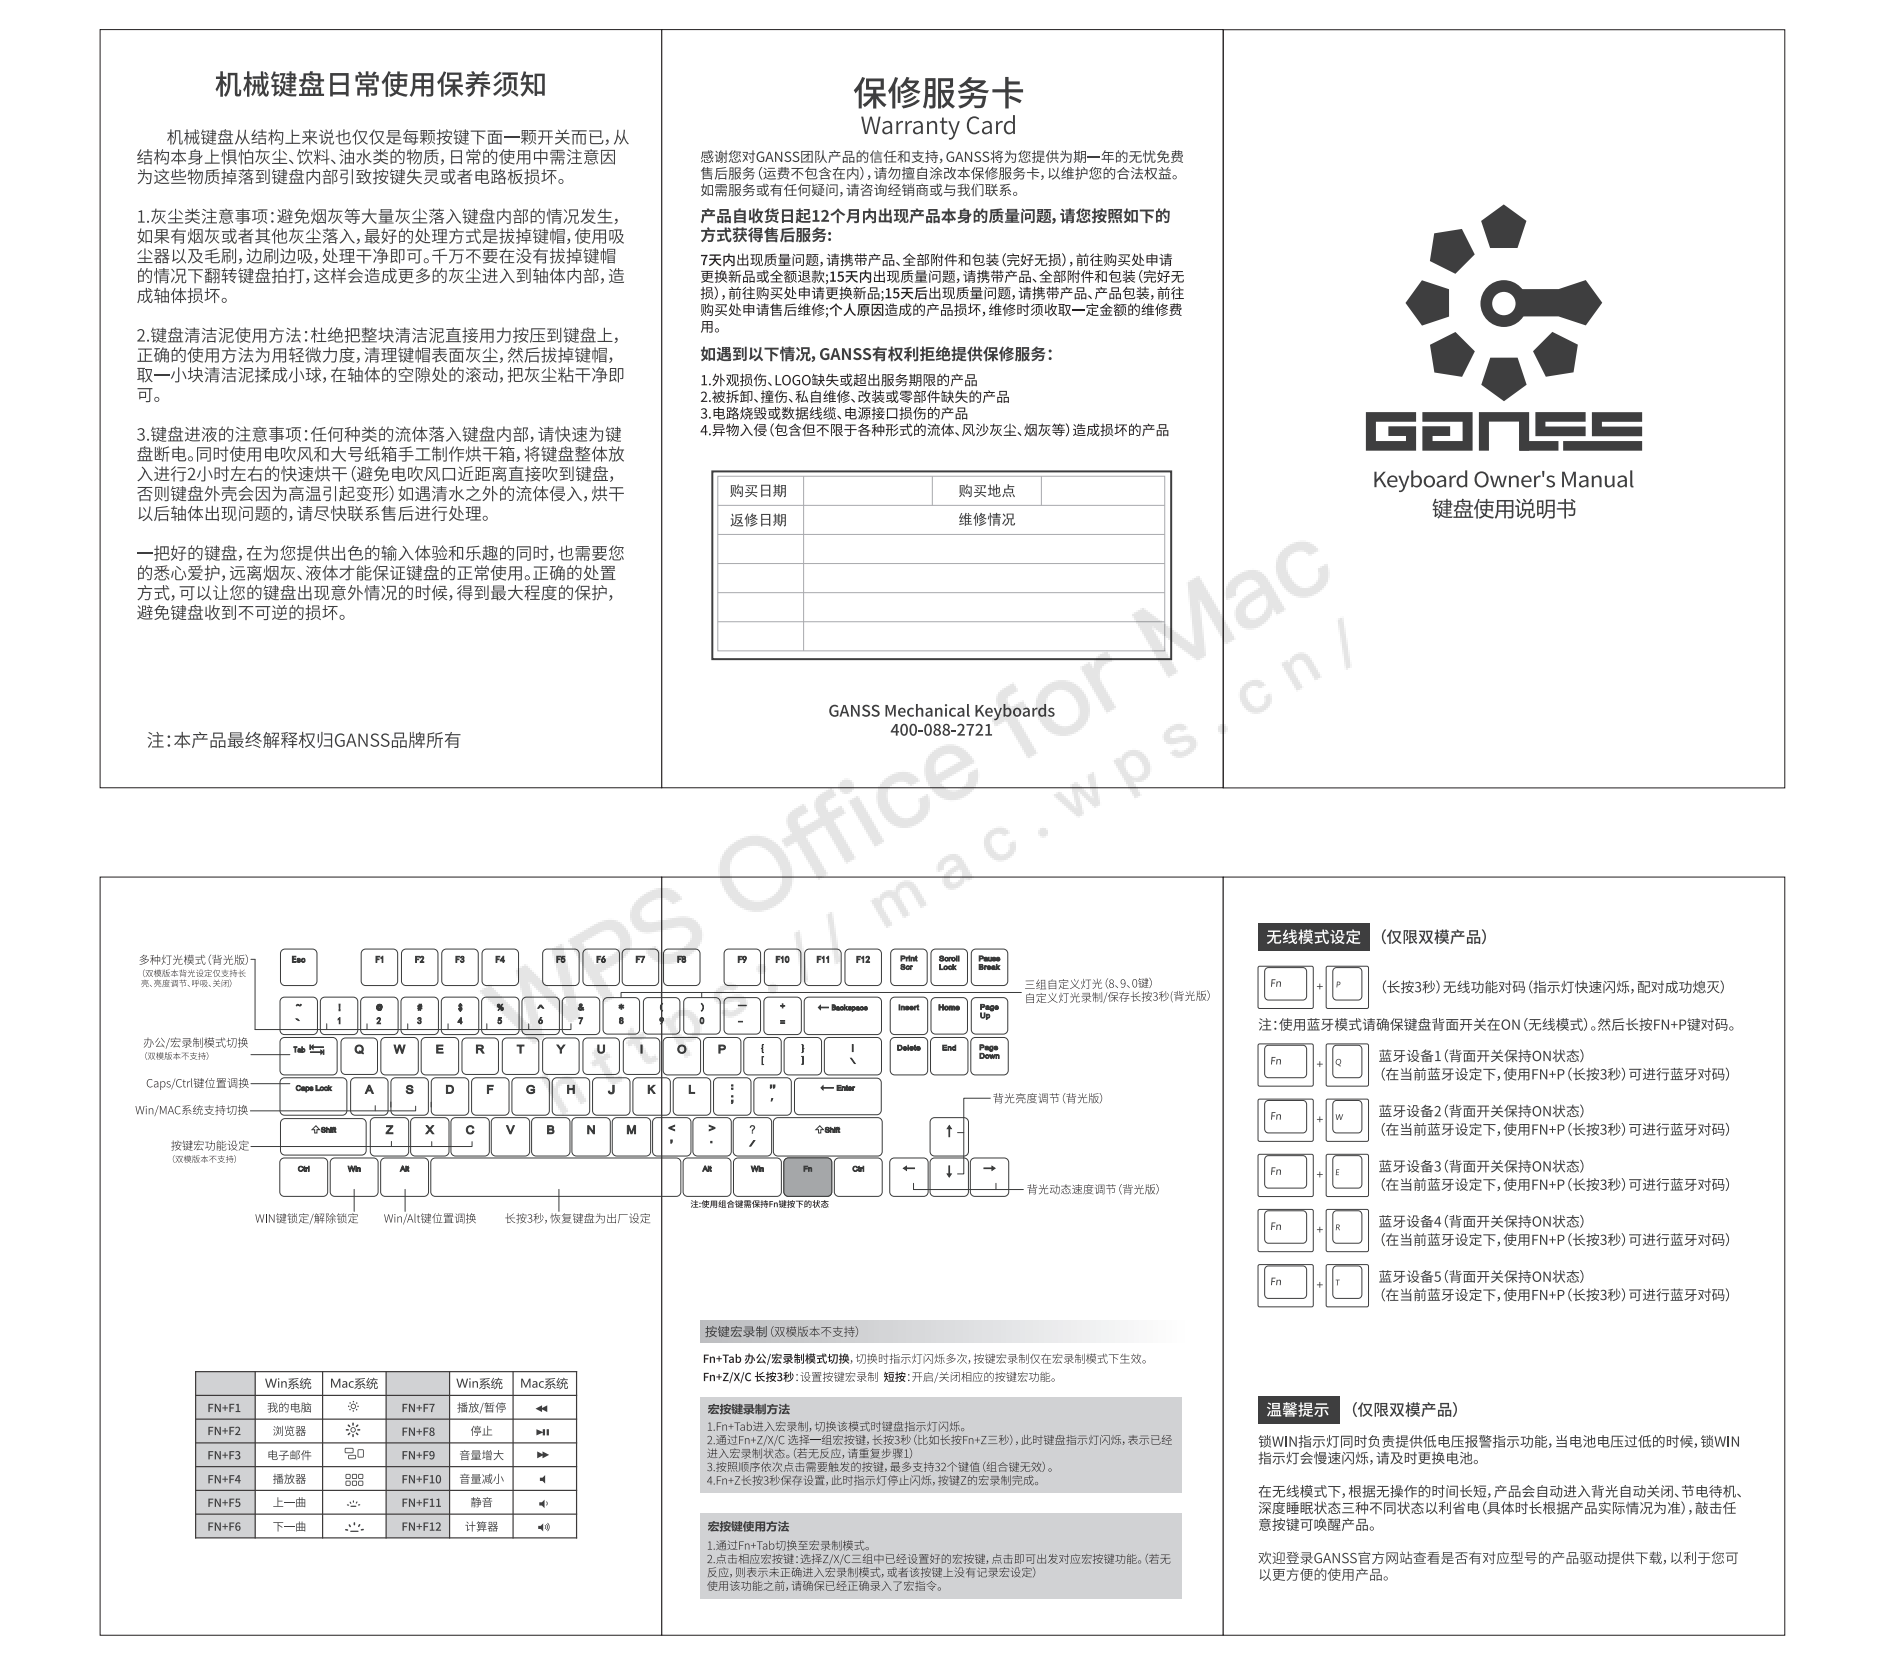 机械键盘日常使用保养须知
机械键盘从结构上来说也仅仅是每颗按键下面一颗开关而已，从
结构本身上惧怕灰尘、饮料、油水类的物质，日常的使用中需注意因
为这些物质掉落到键盘内部引致按键失灵或者电路板损坏。
1.灰尘类注意事项：避免烟灰等大量灰尘落入键盘内部的情况发生，
如果有烟灰或者其他灰尘落入，最好的处理方式是拔掉键帽，使用吸
尘器以及毛刷，边刷边吸，处理干净即可。千万不要在没有拔掉键帽
的情况下翻转键盘拍打，这样会造成更多的灰尘进入到轴体内部，造
成轴体损坏。
2.键盘清洁泥使用方法：杜绝把整块清洁泥直接用力按压到键盘上，
正确的使用方法为用轻微力度，清理键帽表面灰尘，然后拔掉键帽，
取一小块清洁泥揉成小球，在轴体的空隙处的滚动，把灰尘粘干净即
可。
3.键盘进液的注意事项：任何种类的流体落入键盘内部，请快速为键
盘断电。同时使用电吹风和大号纸箱手工制作烘干箱，将键盘整体放
入进行2小时左右的快速烘干（避免电吹风口近距离直接吹到键盘，
否则键盘外壳会因为高温引起变形）如遇清水之外的流体侵入，烘干
以后轴体出现问题的，请尽快联系售后进行处理。
一把好的键盘，在为您提供出色的输入体验和乐趣的同时，也需要您
的悉心爱护，远离烟灰、液体才能保证键盘的正常使用。正确的处置
方式，可以让您的键盘出现意外情况的时候，得到最大程度的保护，
避免键盘收到不可逆的损坏。
注：本产品最终解释权归GANSS品牌所有
保修服务卡
Warranty Card
感谢您对GANSS团队产品的信任和支持，GANSS将为您提供为期一年的无忧免费
售后服务（运费不包含在内），请勿擅自涂改本保修服务卡，以维护您的合法权益。
如需服务或有任何疑问，请咨询经销商或与我们联系。
产品自收货日起12个月内出现产品本身的质量问题，请您按照如下的
方式获得售后服务：
7天内出现质量问题，请携带产品、全部附件和包装（完好无损），前往购买处申请
更换新品或全额退款;15天内出现质量问题，请携带产品、全部附件和包装（完好无
损），前往购买处申请更换新品;15天后出现质量问题，请携带产品、产品包装，前往
购买处申请售后维修;个人原因造成的产品损坏，维修时须收取一定金额的维修费
用。
如遇到以下情况，GANSS有权利拒绝提供保修服务：
1.外观损伤、LOGO缺失或超出服务期限的产品
2.被拆卸、撞伤、私自维修、改装或零部件缺失的产品
3.电路烧毁或数据线缆、电源接口损伤的产品
4.异物入侵（包含但不限于各种形式的流体、风沙灰尘、烟灰等）造成损坏的产品
购买日期 购买地点
返修日期 维修情况
GANSS Mechanical Keyboards
400-088-2721
GANSS
Keyboard Owner's Manual
键盘使用说明书
WPS Office for Mac
https://mac.wps.cn/
多种灯光模式（背光版）
（双模版本背光设定仅支持长
亮、亮度调节、呼吸、关闭）
办公/宏录制模式切换
（双模版本不支持）
Caps/Ctrl键位置调换
Win/MAC系统支持切换
按键宏功能设定
（双模版本不支持）
Esc F1 F2 F3 F4 F5 F6 F7 F8 F9 F10 F11 F12 Print Scr Scroll Lock Pause Break
~ ! @ # $ % ^ & * ( ) — + ← Backspace Insert Home Page Up
` 1 2 3 4 5 6 7 8 9 0 - =
Tab Q W E R T Y U I O P { [ } ] | \ Delete End Page Down
Caps Lock A S D F G H J K L : ; " ' ← Enter
⇧Shift Z X C V B N M < , > . ? / ⇧Shift ↑
Ctrl Win Alt Alt Win Fn Ctrl ← ↓ →
三组自定义灯光（8、9、0键）
自定义灯光录制/保存长按3秒（背光版）
背光亮度调节（背光版）
背光动态速度调节（背光版）
注:使用组合键需保持Fn键按下的状态
WIN键锁定/解除锁定 Win/Alt键位置调换 长按3秒，恢复键盘为出厂设定
Win系统 Mac系统 Win系统 Mac系统
FN+F1 我的电脑 FN+F7 播放/暂停
FN+F2 浏览器 FN+F8 停止
FN+F3 电子邮件 FN+F9 音量增大
FN+F4 播放器 FN+F10 音量减小
FN+F5 上一曲 FN+F11 静音
FN+F6 下一曲 FN+F12 计算器
按键宏录制（双模版本不支持）
Fn+Tab 办公/宏录制模式切换，切换时指示灯闪烁多次，按键宏录制仅在宏录制模式下生效。
Fn+Z/X/C 长按3秒：设置按键宏录制 短按：开启/关闭相应的按键宏功能。
宏按键录制方法
1.Fn+Tab进入宏录制，切换该模式时键盘指示灯闪烁。
2.通过Fn+Z/X/C 选择一组宏按键，长按3秒（比如长按Fn+Z三秒），此时键盘指示灯闪烁，表示已经
进入宏录制状态。（若无反应，请重复步骤1）
3.按照顺序依次点击需要触发的按键，最多支持32个键值（组合键无效）。
4.Fn+Z长按3秒保存设置，此时指示灯停止闪烁，按键Z的宏录制完成。
宏按键使用方法
1.通过Fn+Tab切换至宏录制模式。
2.点击相应宏按键：选择Z/X/C三组中已经设置好的宏按键，点击即可出发对应宏按键功能。（若无
反应，则表示未正确进入宏录制模式，或者该按键上没有记录宏设定）
使用该功能之前，请确保已经正确录入了宏指令。
无线模式设定 （仅限双模产品）
Fn + P （长按3秒）无线功能对码（指示灯快速闪烁，配对成功熄灭）
注：使用蓝牙模式请确保键盘背面开关在ON（无线模式）。然后长按FN+P键对码。
Fn + Q 蓝牙设备1（背面开关保持ON状态）
（在当前蓝牙设定下，使用FN+P（长按3秒）可进行蓝牙对码）
Fn + W 蓝牙设备2（背面开关保持ON状态）
（在当前蓝牙设定下，使用FN+P（长按3秒）可进行蓝牙对码）
Fn + E 蓝牙设备3（背面开关保持ON状态）
（在当前蓝牙设定下，使用FN+P（长按3秒）可进行蓝牙对码）
Fn + R 蓝牙设备4（背面开关保持ON状态）
（在当前蓝牙设定下，使用FN+P（长按3秒）可进行蓝牙对码）
Fn + T 蓝牙设备5（背面开关保持ON状态）
（在当前蓝牙设定下，使用FN+P（长按3秒）可进行蓝牙对码）
温馨提示 （仅限双模产品）
锁WIN指示灯同时负责提供低电压报警指示功能，当电池电压过低的时候，锁WIN
指示灯会慢速闪烁，请及时更换电池。
在无线模式下，根据无操作的时间长短，产品会自动进入背光自动关闭、节电待机、
深度睡眠状态三种不同状态以利省电（具体时长根据产品实际情况为准），敲击任
意按键可唤醒产品。
欢迎登录GANSS官方网站查看是否有对应型号的产品驱动提供下载，以利于您可
以更方便的使用产品。